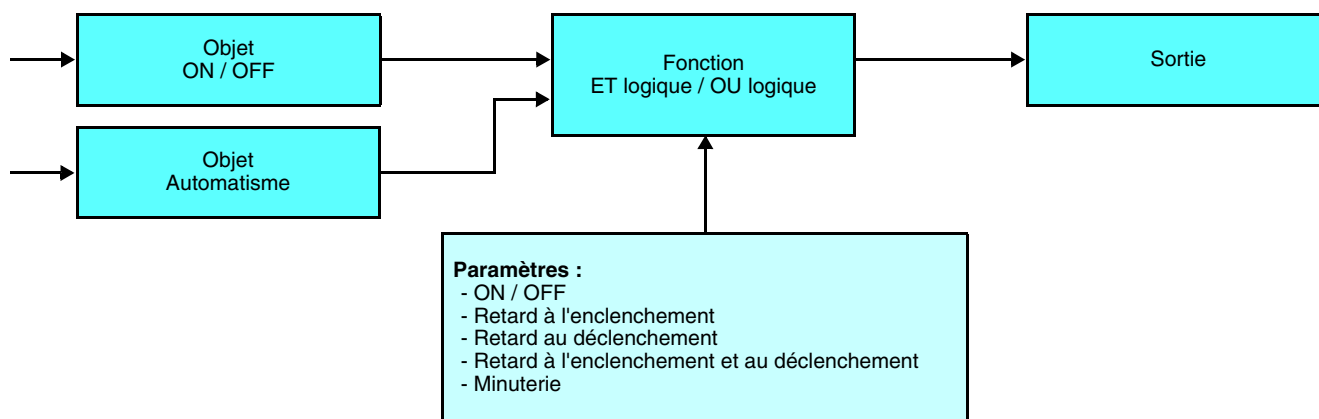 Objet
ON / OFF
Fonction
ET logique / OU logique
Sortie
Objet
Automatisme
Paramètres :
- ON / OFF
- Retard à l'enclenchement
- Retard au déclenchement
- Retard à l'enclenchement et au déclenchement
- Minuterie